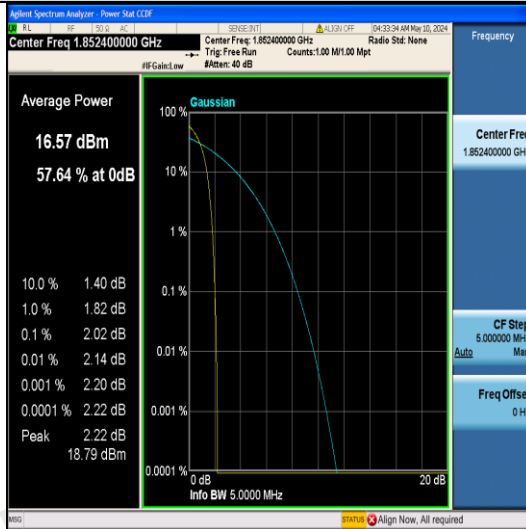 Agilent Spectrum Analyzer - Power Stat CCDF
RL RF 50 Ω AC SENSE:INT ALIGN OFF 04:33:34 AM May 10, 2024
Center Freq 1.852400000 GHz
Center Freq: 1.852400000 GHz Radio Std: None
Trig: Free Run Counts:1.00 M/1.00 Mpt
#IFGain:Low #Atten: 40 dB
Frequency
Average Power
16.57 dBm
57.64 % at 0dB
10.0 % 1.40 dB
1.0 % 1.82 dB
0.1 % 2.02 dB
0.01 % 2.14 dB
0.001 % 2.20 dB
0.0001 % 2.22 dB
Peak 2.22 dB
18.79 dBm
Gaussian
100 %
10 %
1 %
0.1 %
0.01 %
0.001 %
0.0001 %
0 dB 20 dB
Info BW 5.0000 MHz
Center Fre
1.852400000 GH
CF Step
5.000000 MH
Auto Ma
Freq Offse
0 H
MSG STATUS Align Now, All required